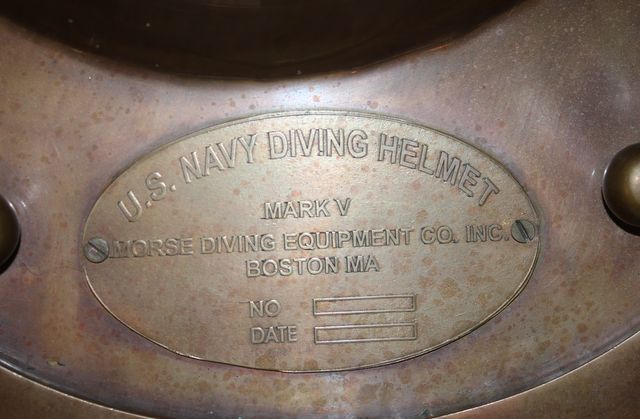 U.S. NAVY DIVING HELMET
MARK V
MORSE DIVING EQUIPMENT CO. INC.
BOSTON MA
NO
DATE